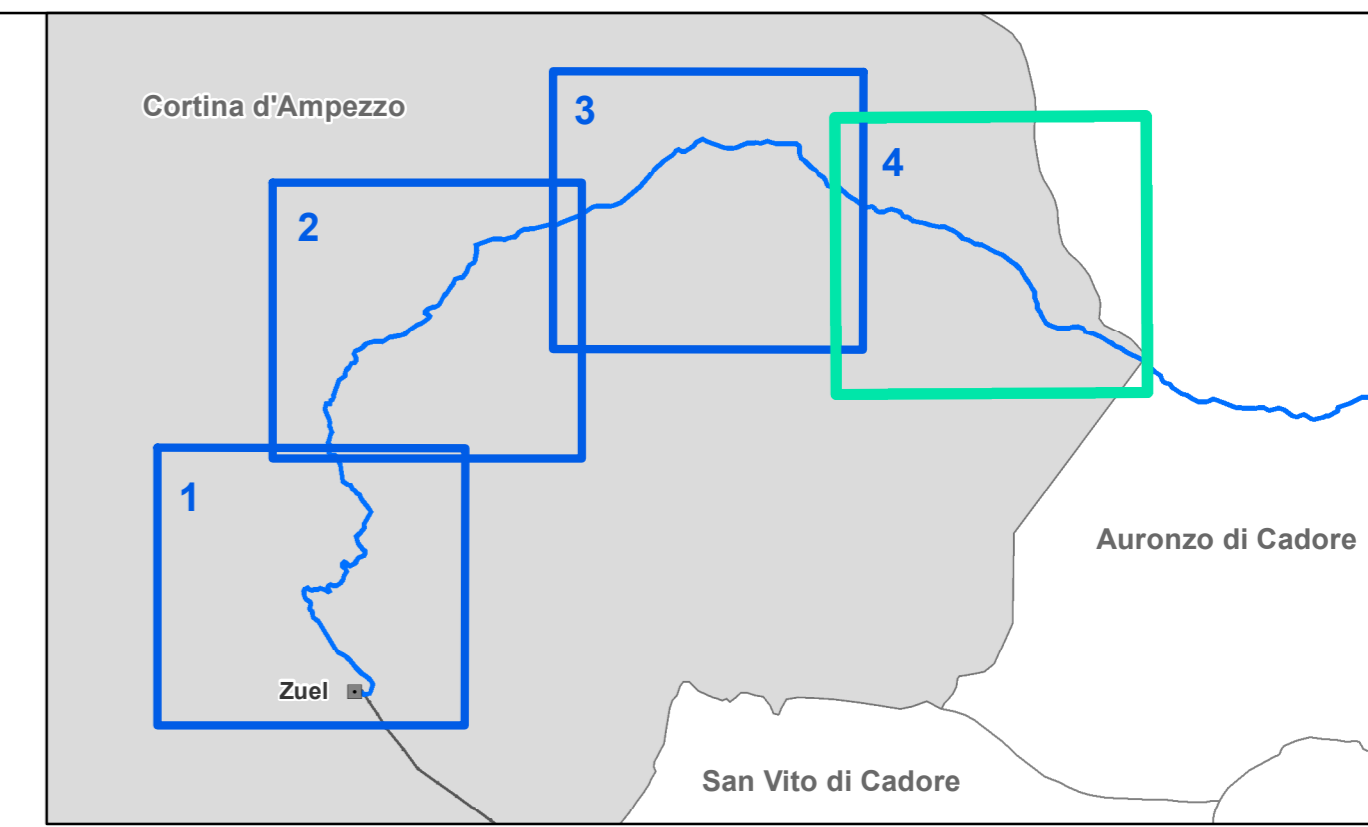 Cortina d'Ampezzo
3
4
2
1
Auronzo di Cadore
Zuel
San Vito di Cadore